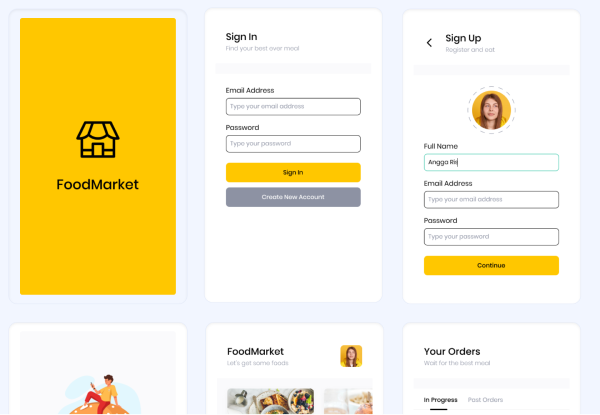 FoodMarket
Sign In
Find your best ever meal
Email Address
Type your email address
Password
Type your password
Sign In
Create New Account
Sign Up
Register and eat
Full Name
Angga Ris
Email Address
Type your email address
Password
Type your password
Continue
FoodMarket
Let's get some foods
Your Orders
Wait for the best meal
In Progress Past Orders